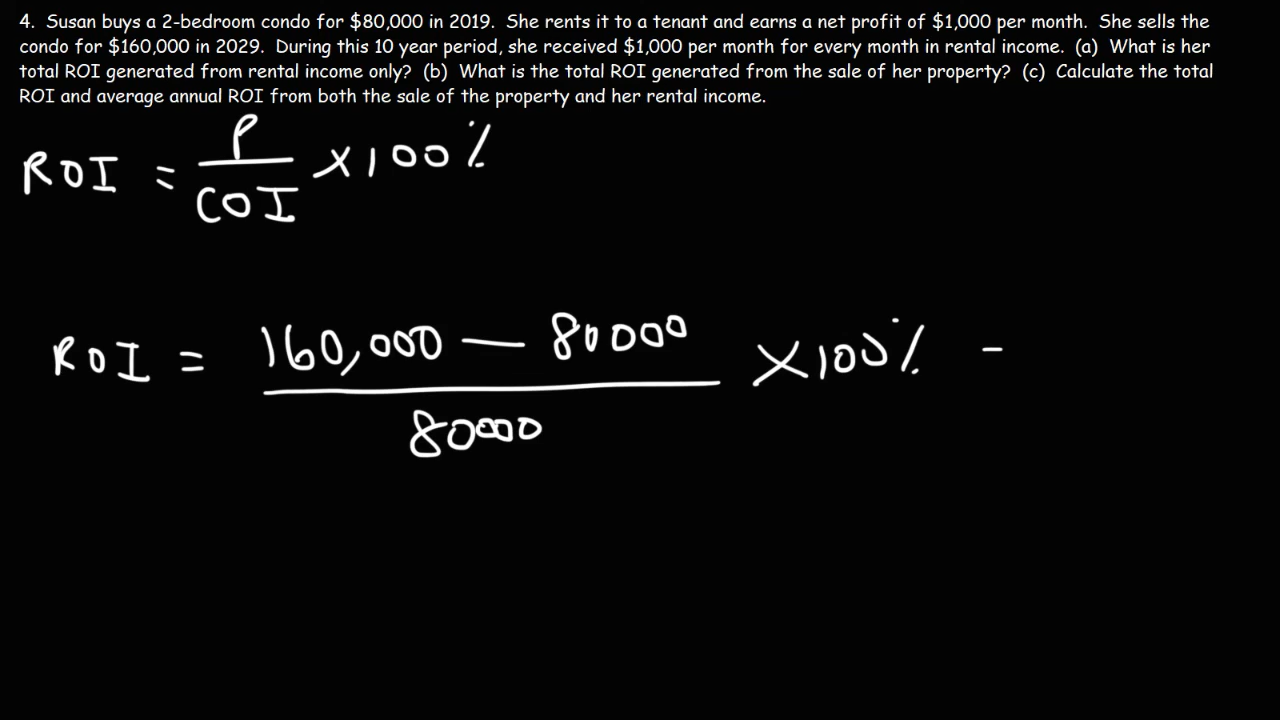 4. Susan buys a 2-bedroom condo for $80,000 in 2019. She rents it to a tenant and earns a net profit of $1,000 per month. She sells the
condo for $160,000 in 2029. During this 10 year period, she received $1,000 per month for every month in rental income. (a) What is her
total ROI generated from rental income only? (b) What is the total ROI generated from the sale of her property? (c) Calculate the total
ROI and average annual ROI from both the sale of the property and her rental income.
ROI = P / COI × 100%
ROI = 160,000 - 80000 / 80000 × 100% -